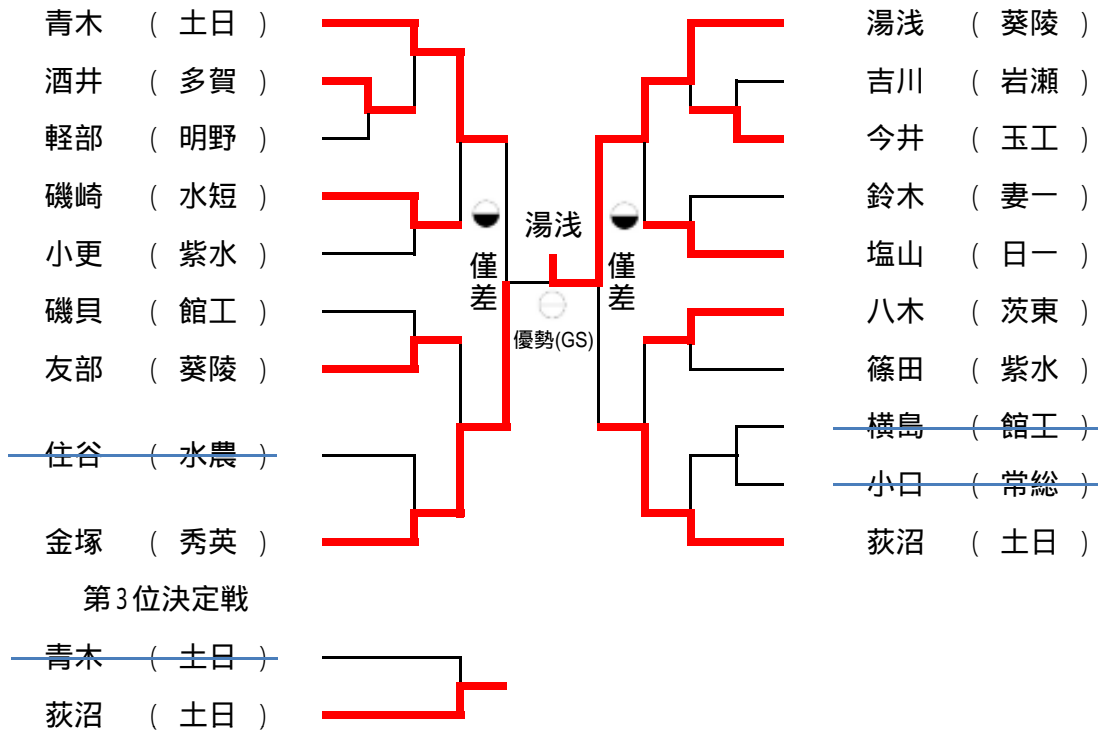 青木 ( 土日 )
酒井 ( 多賀 )
軽部 ( 明野 )
磯崎 ( 水短 )
小更 ( 紫水 )
磯貝 ( 館工 )
友部 ( 葵陵 )
住谷 ( 水農 )
金塚 ( 秀英 )
僅差
湯浅
優勢(GS)
僅差
湯浅 ( 葵陵 )
吉川 ( 岩瀬 )
今井 ( 玉工 )
鈴木 ( 妻一 )
塩山 ( 日一 )
八木 ( 茨東 )
篠田 ( 紫水 )
横島 ( 館工 )
小口 ( 常総 )
荻沼 ( 土日 )
第3位決定戦
青木 ( 土日 )
荻沼 ( 土日 )